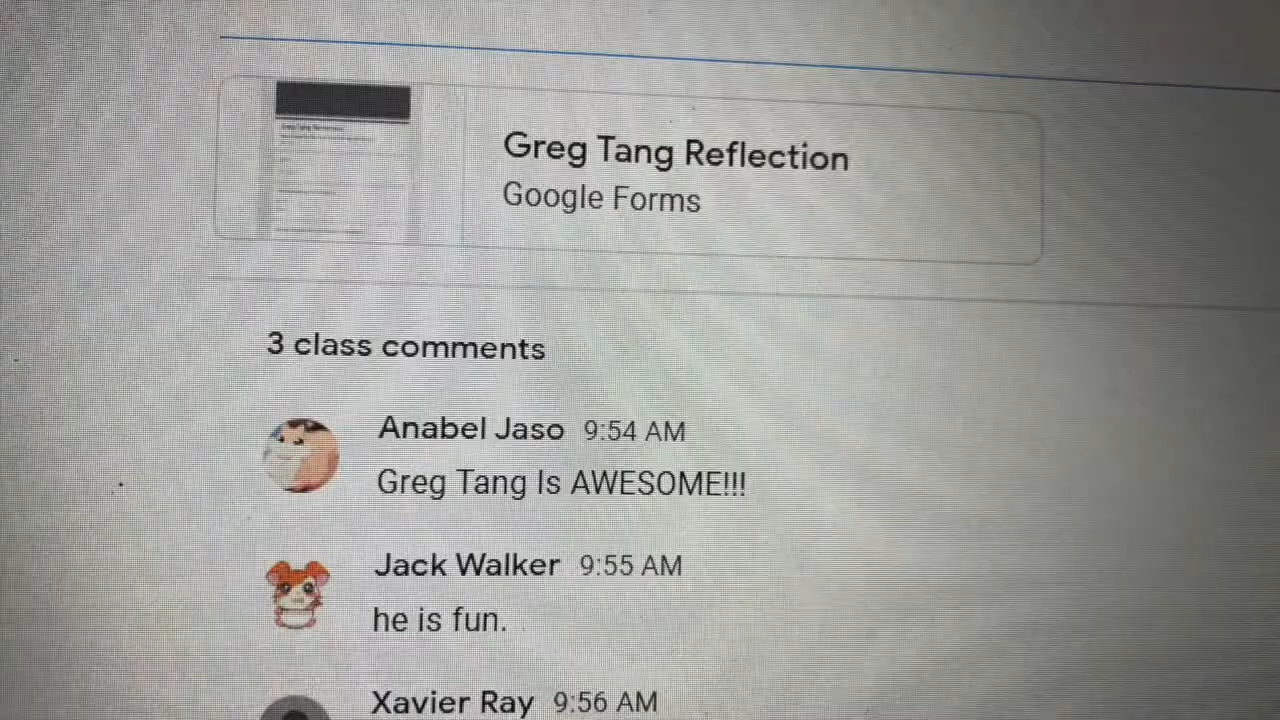 Greg Tang Reflection
Google Forms
3 class comments
Anabel Jaso 9:54 AM
Greg Tang Is AWESOME!!!
Jack Walker 9:55 AM
he is fun.
Xavier Ray 9:56 AM